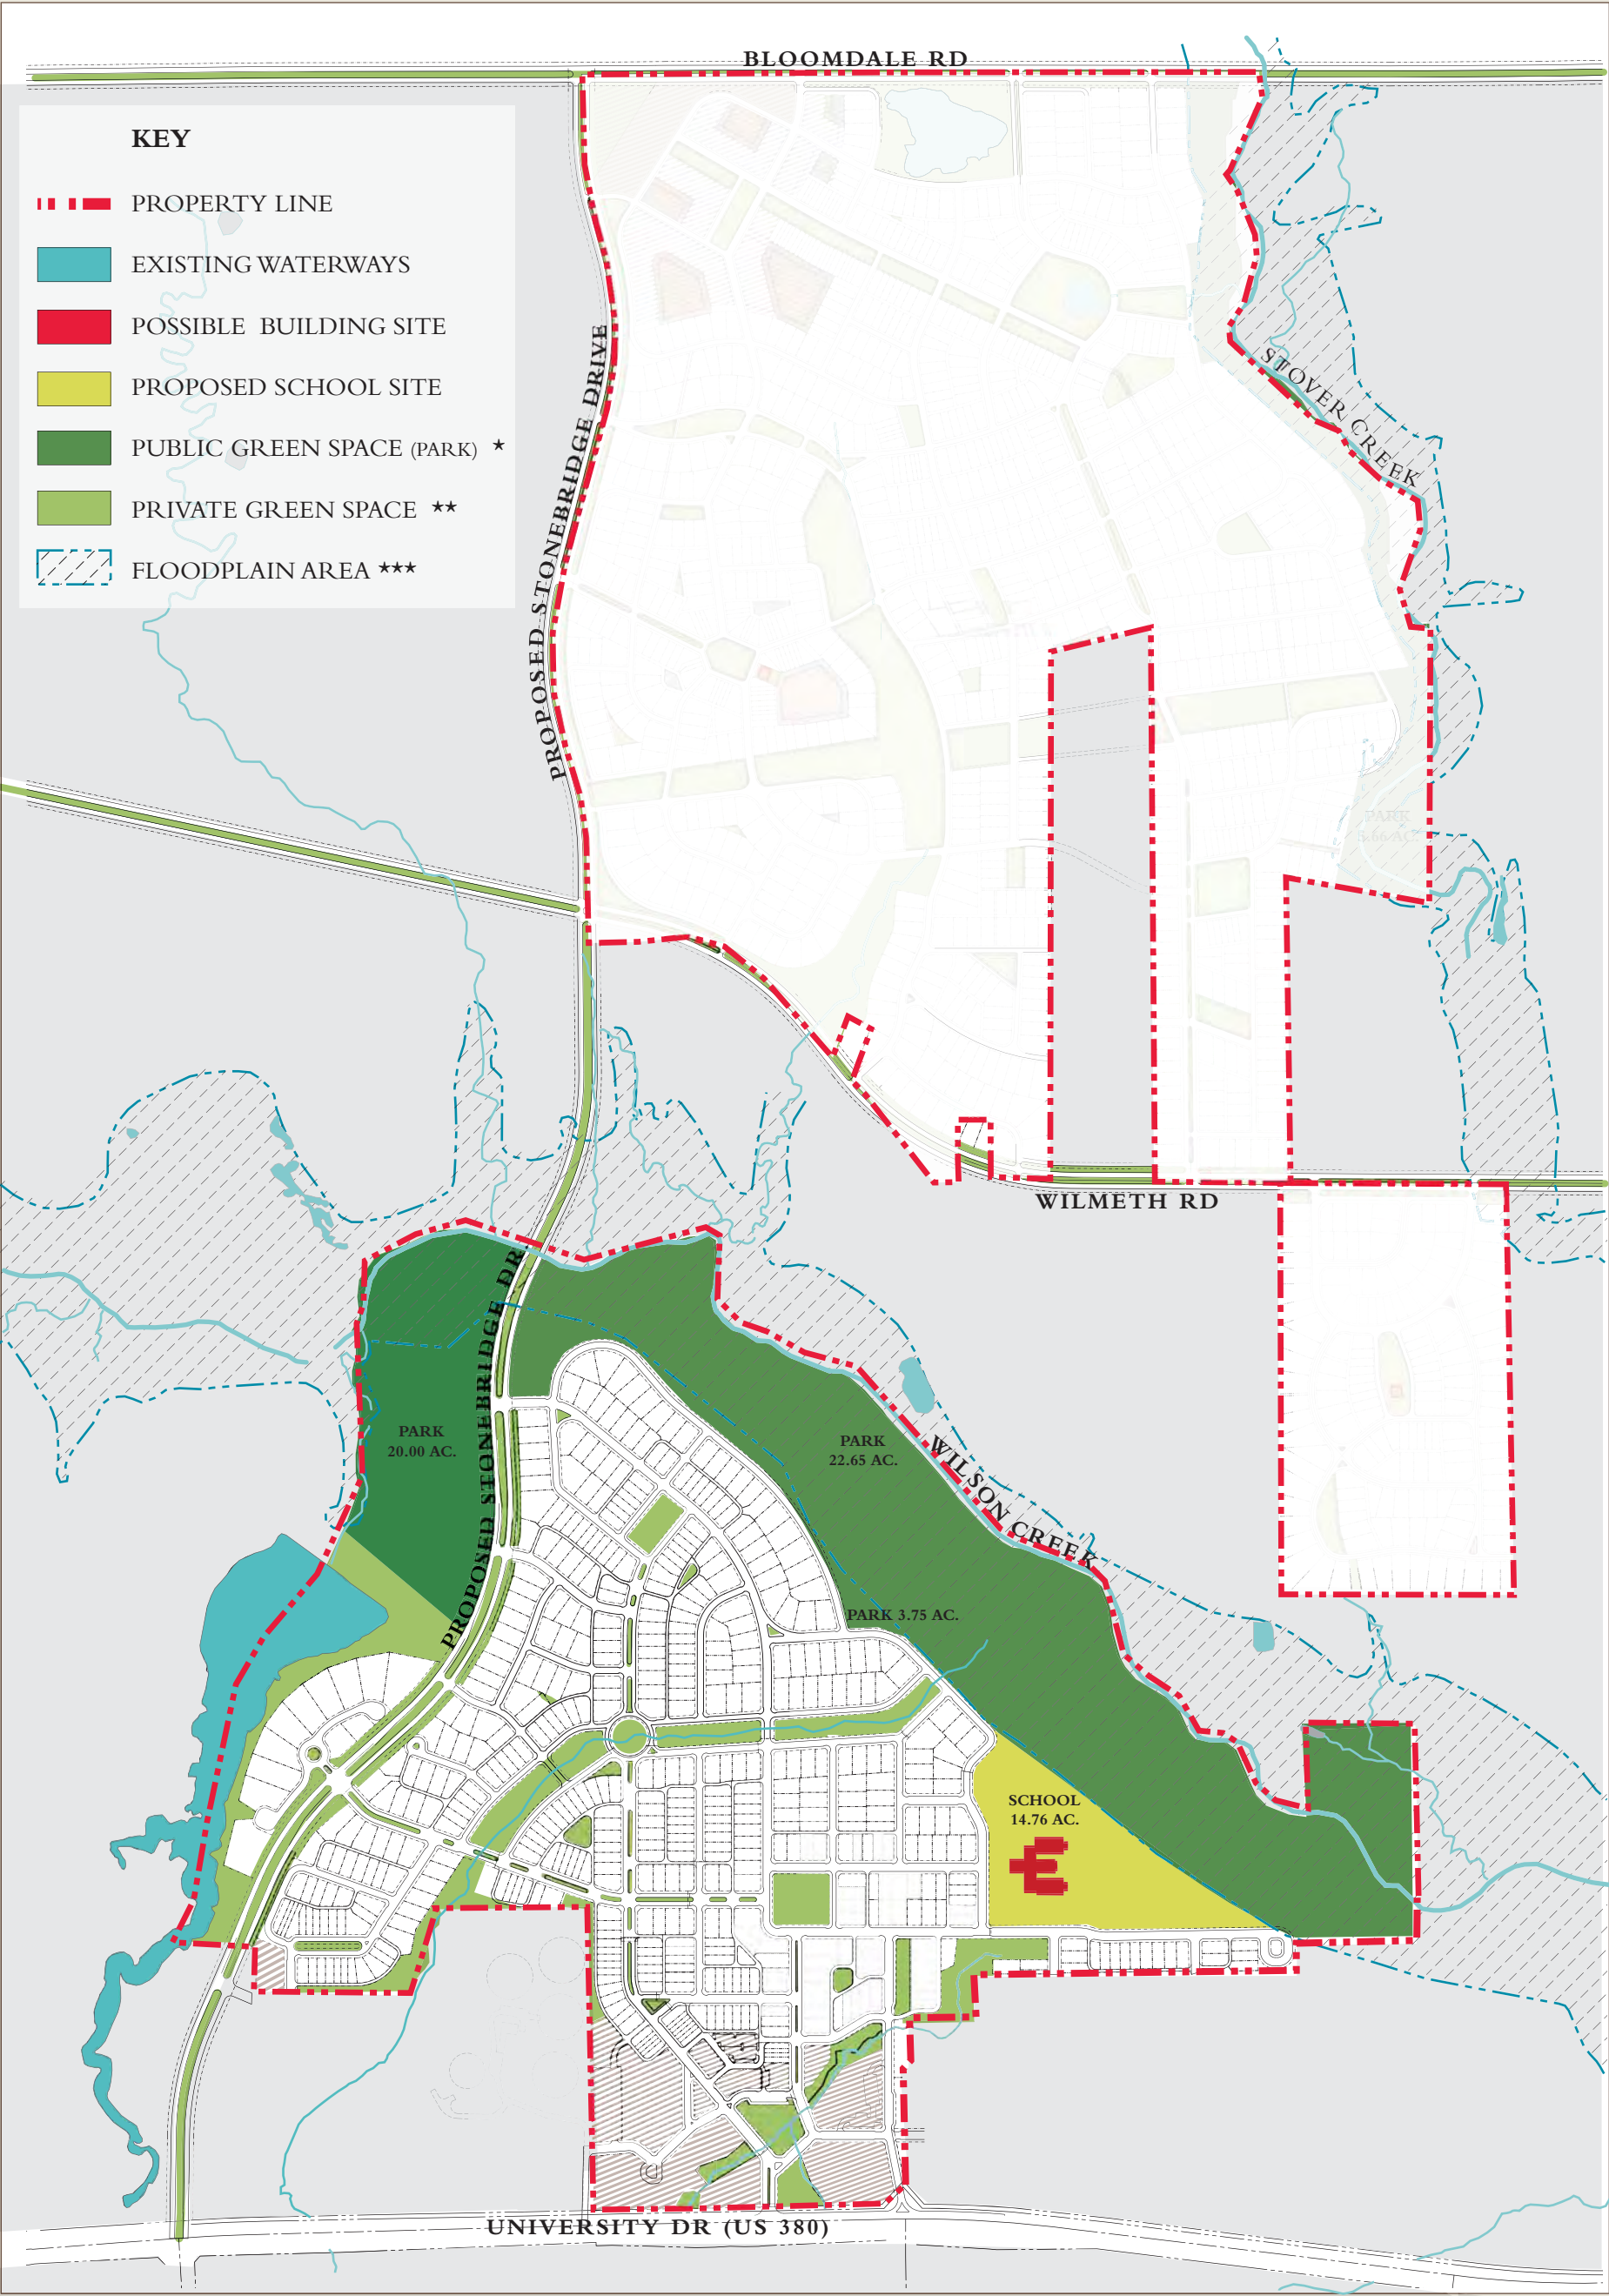 BLOOMDALE RD
KEY
PROPERTY LINE
EXISTING WATERWAYS
POSSIBLE BUILDING SITE
PROPOSED SCHOOL SITE
PUBLIC GREEN SPACE (PARK) ★
PRIVATE GREEN SPACE ★★
FLOODPLAIN AREA ★★★
PROPOSED STONEBRIDGE DRIVE
STOVER CREEK
PARK
WILMETH RD
PROPOSED STONEBRIDGE DR.
PARK
20.00 AC.
PARK
22.65 AC.
WILSON CREEK
PARK 3.75 AC.
SCHOOL
14.76 AC.
UNIVERSITY DR (US 380)